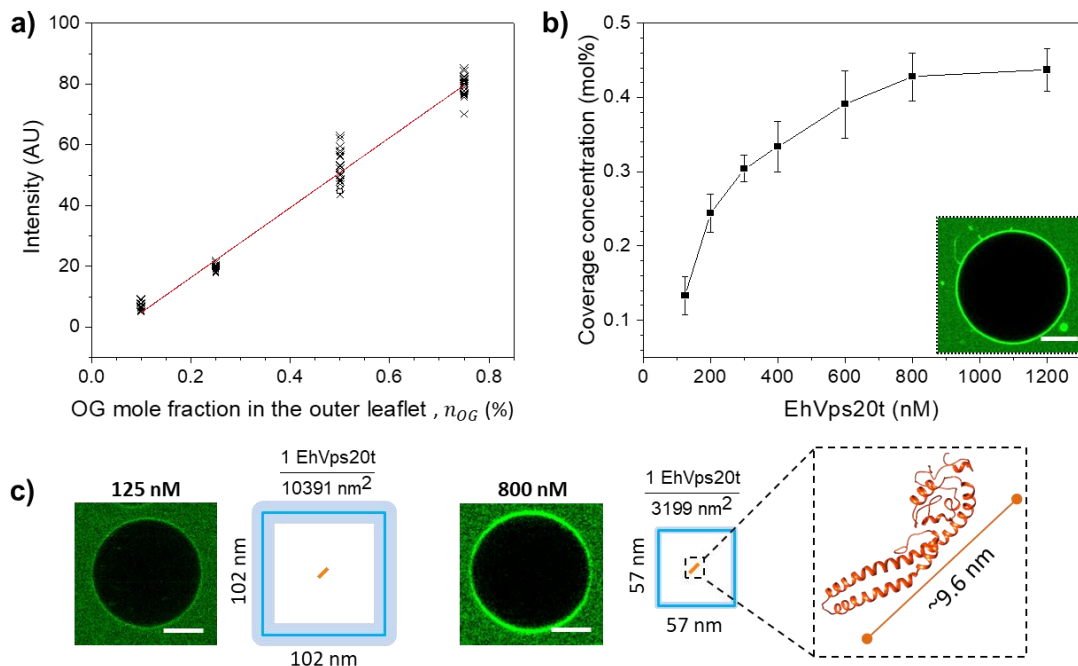 a)
100
80
60
40
20
0
Intensity (AU)
0.0 0.2 0.4 0.6 0.8
OG mole fraction in the outer leaflet , n_OG (%)
b)
0.5
0.4
0.3
0.2
0.1
Coverage concentration (mol%)
0 200 400 600 800 1000 1200
EhVps20t (nM)
c)
125 nM
1 EhVps20t
10391 nm²
102 nm
102 nm
800 nM
1 EhVps20t
3199 nm²
57 nm
57 nm
~9.6 nm